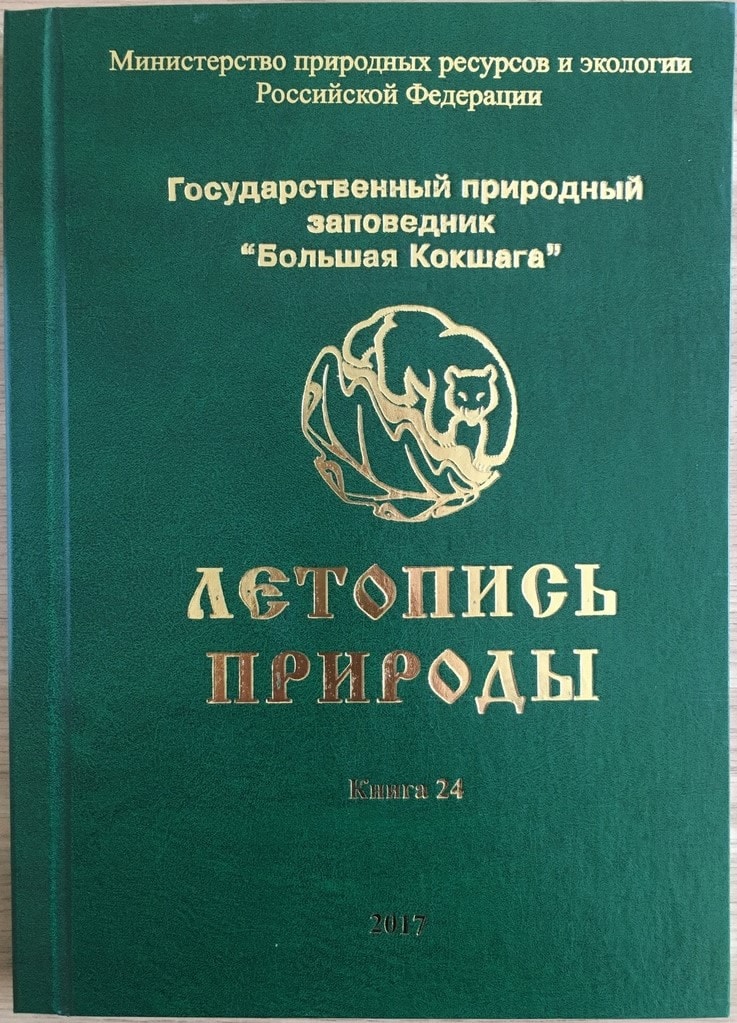 Министерство природных ресурсов и экологии
Российской Федерации
Государственный природный
заповедник
“Большая Кокшага”
ЛЕТОПИСЬ
ПРИРОДЫ
Книга 24
2017